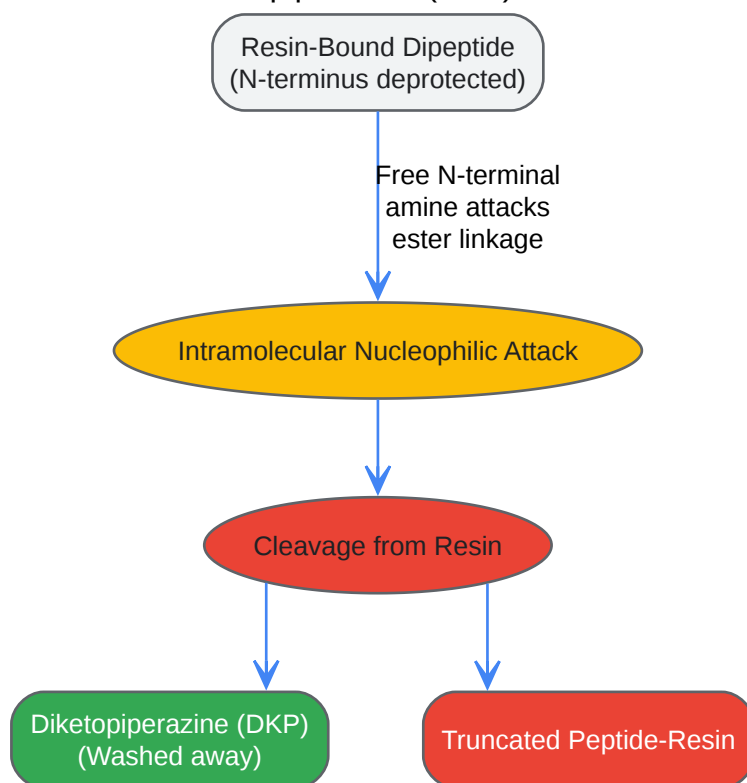 Resin-Bound Dipeptide
(N-terminus deprotected)
Free N-terminal
amine attacks
ester linkage
Intramolecular Nucleophilic Attack
Cleavage from Resin
Diketopiperazine (DKP)
(Washed away)
Truncated Peptide-Resin